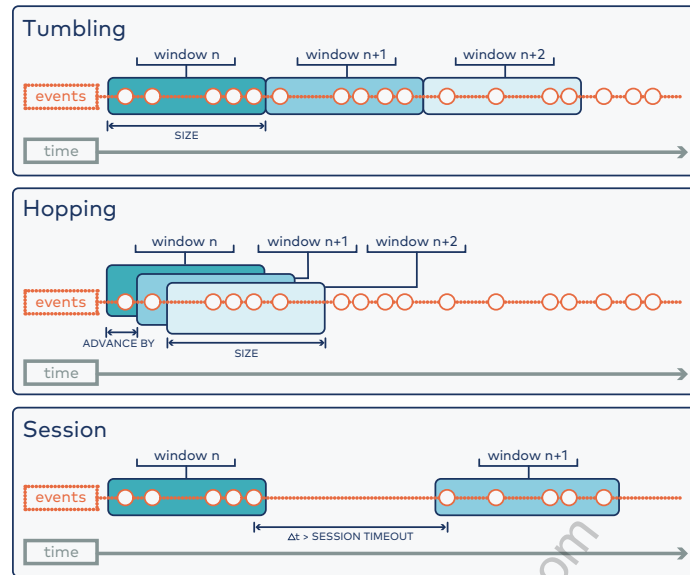 Tumbling
window n
window n+1
window n+2
events
SIZE
time
Hopping
window n
window n+1
window n+2
events
ADVANCE BY
SIZE
time
Session
window n
window n+1
events
Δt > SESSION TIMEOUT
time
om